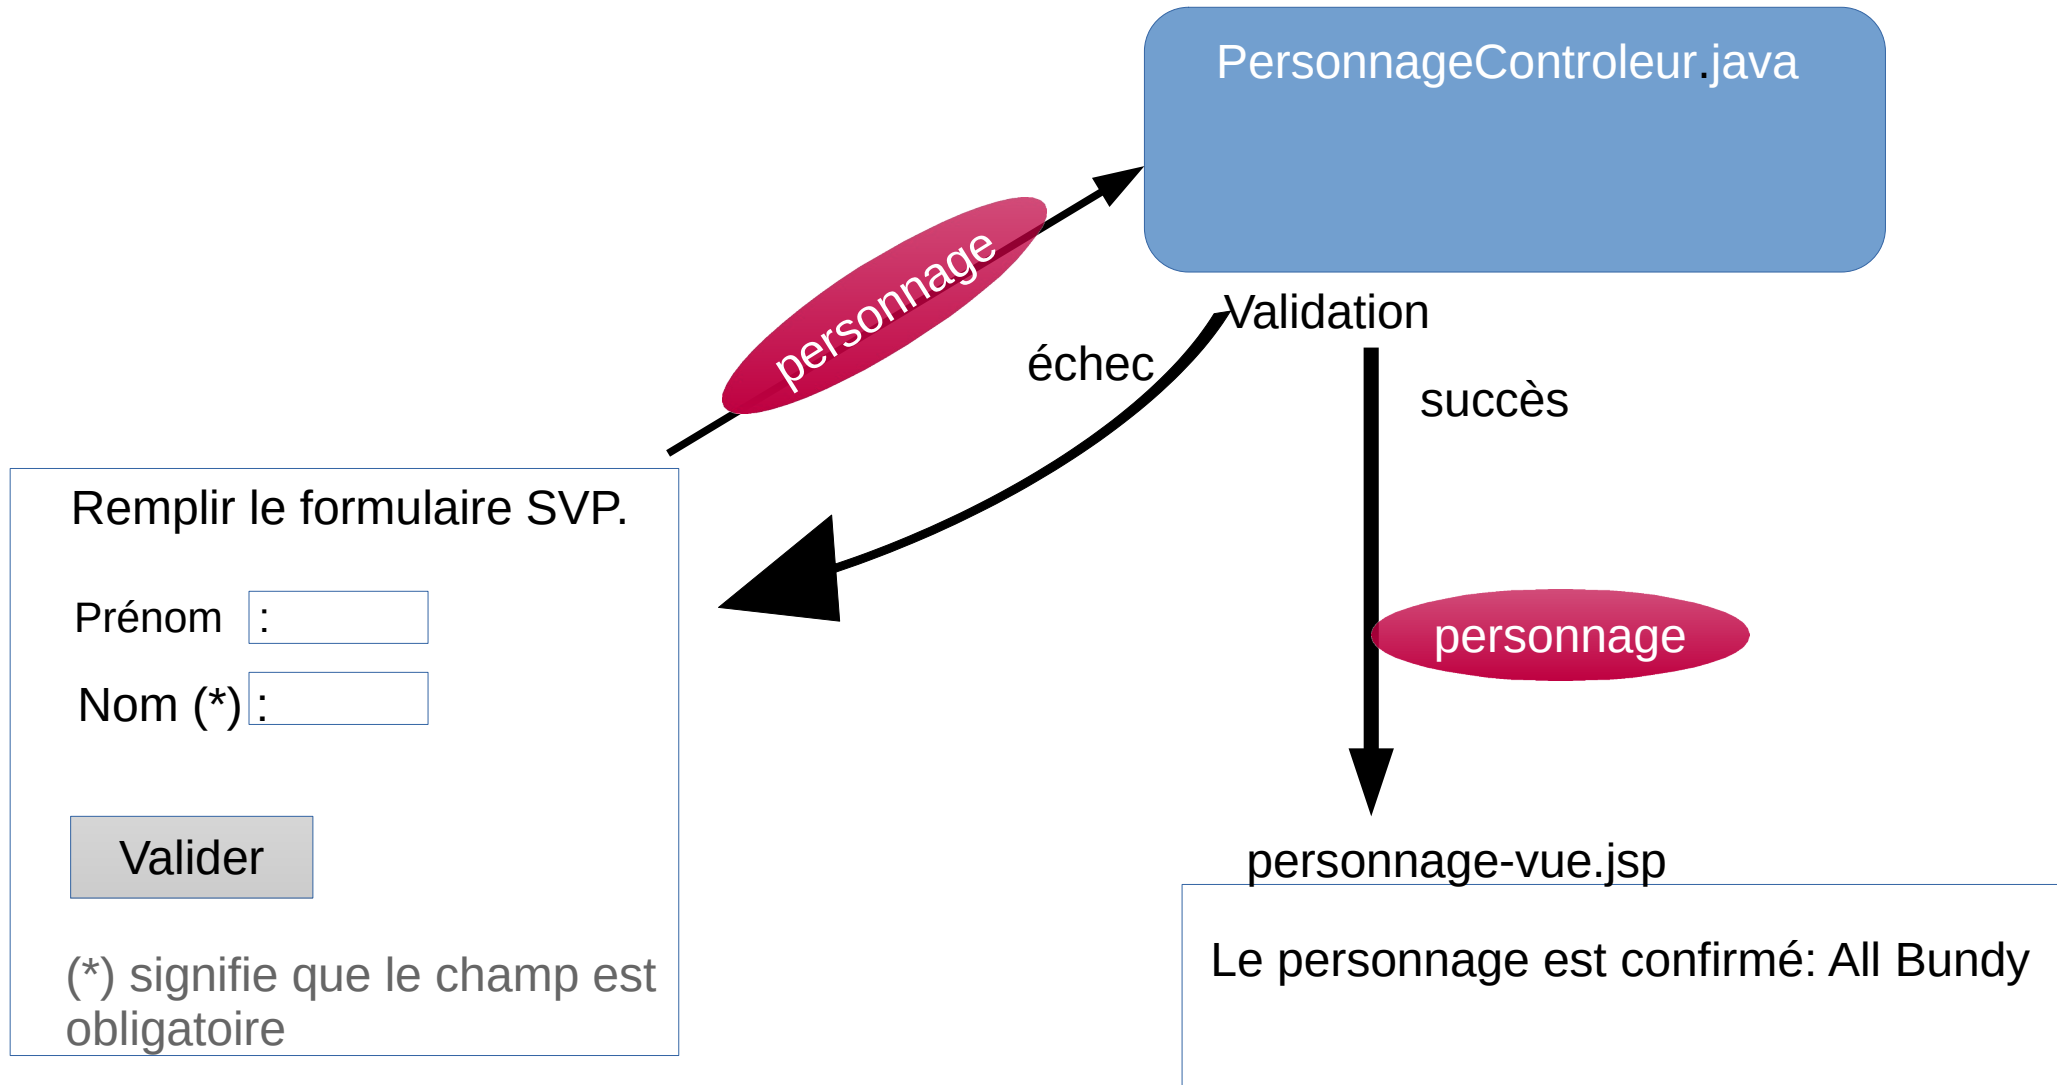 PersonnageControleur.java
personnage
Validation
échec
succès
Remplir le formulaire SVP.
Prénom :
Nom (*) :
personnage
Valider
personnage-vue.jsp
Le personnage est confirmé: All Bundy
(*) signifie que le champ est
obligatoire